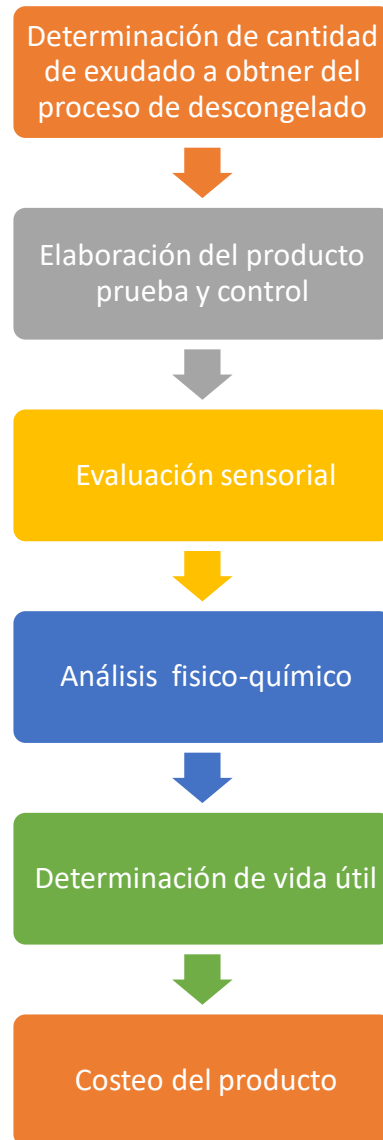 Determinación de cantidad
de exudado a obtner del
proceso de descongelado
Elaboración del producto
prueba y control
Evaluación sensorial
Análisis fisico-químico
Determinación de vida útil
Costeo del producto